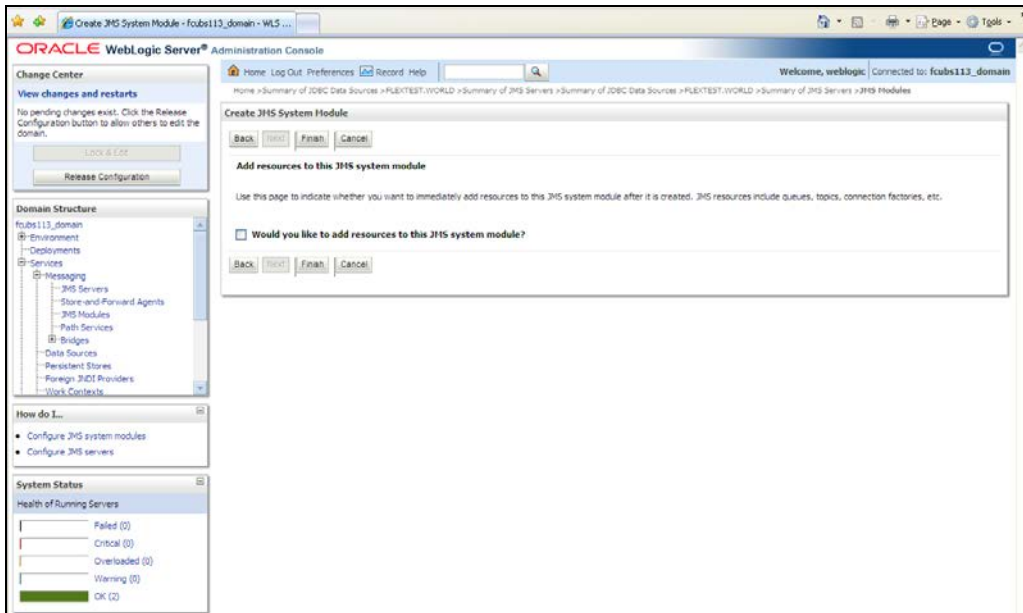 Create JMS System Module - fcubs113_domain - WLS ...
Page
Tools
ORACLE WebLogic Server® Administration Console
Change Center
View changes and restarts
No pending changes exist. Click the Release
Configuration button to allow others to edit the
domain.
Lock & Edit
Release Configuration
Domain Structure
fcubs113_domain
Environment
Deployments
Services
Messaging
JMS Servers
Store-and-Forward Agents
JMS Modules
Path Services
Bridges
Data Sources
Persistent Stores
Foreign JNDI Providers
Work Contexts
How do I...
Configure JMS system modules
Configure JMS servers
System Status
Health of Running Servers
Failed (0)
Critical (0)
Overloaded (0)
Warning (0)
OK (2)
Home Log Out Preferences Record Help
Welcome, weblogic Connected to: fcubs113_domain
Home >Summary of JDBC Data Sources >FLEXTEST.WORLD >Summary of JMS Servers >Summary of JDBC Data Sources >FLEXTEST.WORLD >Summary of JMS Servers >JMS Modules
Create JMS System Module
Back Next Finish Cancel
Add resources to this JMS system module
Use this page to indicate whether you want to immediately add resources to this JMS system module after it is created. JMS resources include queues, topics, connection factories, etc.
Would you like to add resources to this JMS system module?
Back Next Finish Cancel